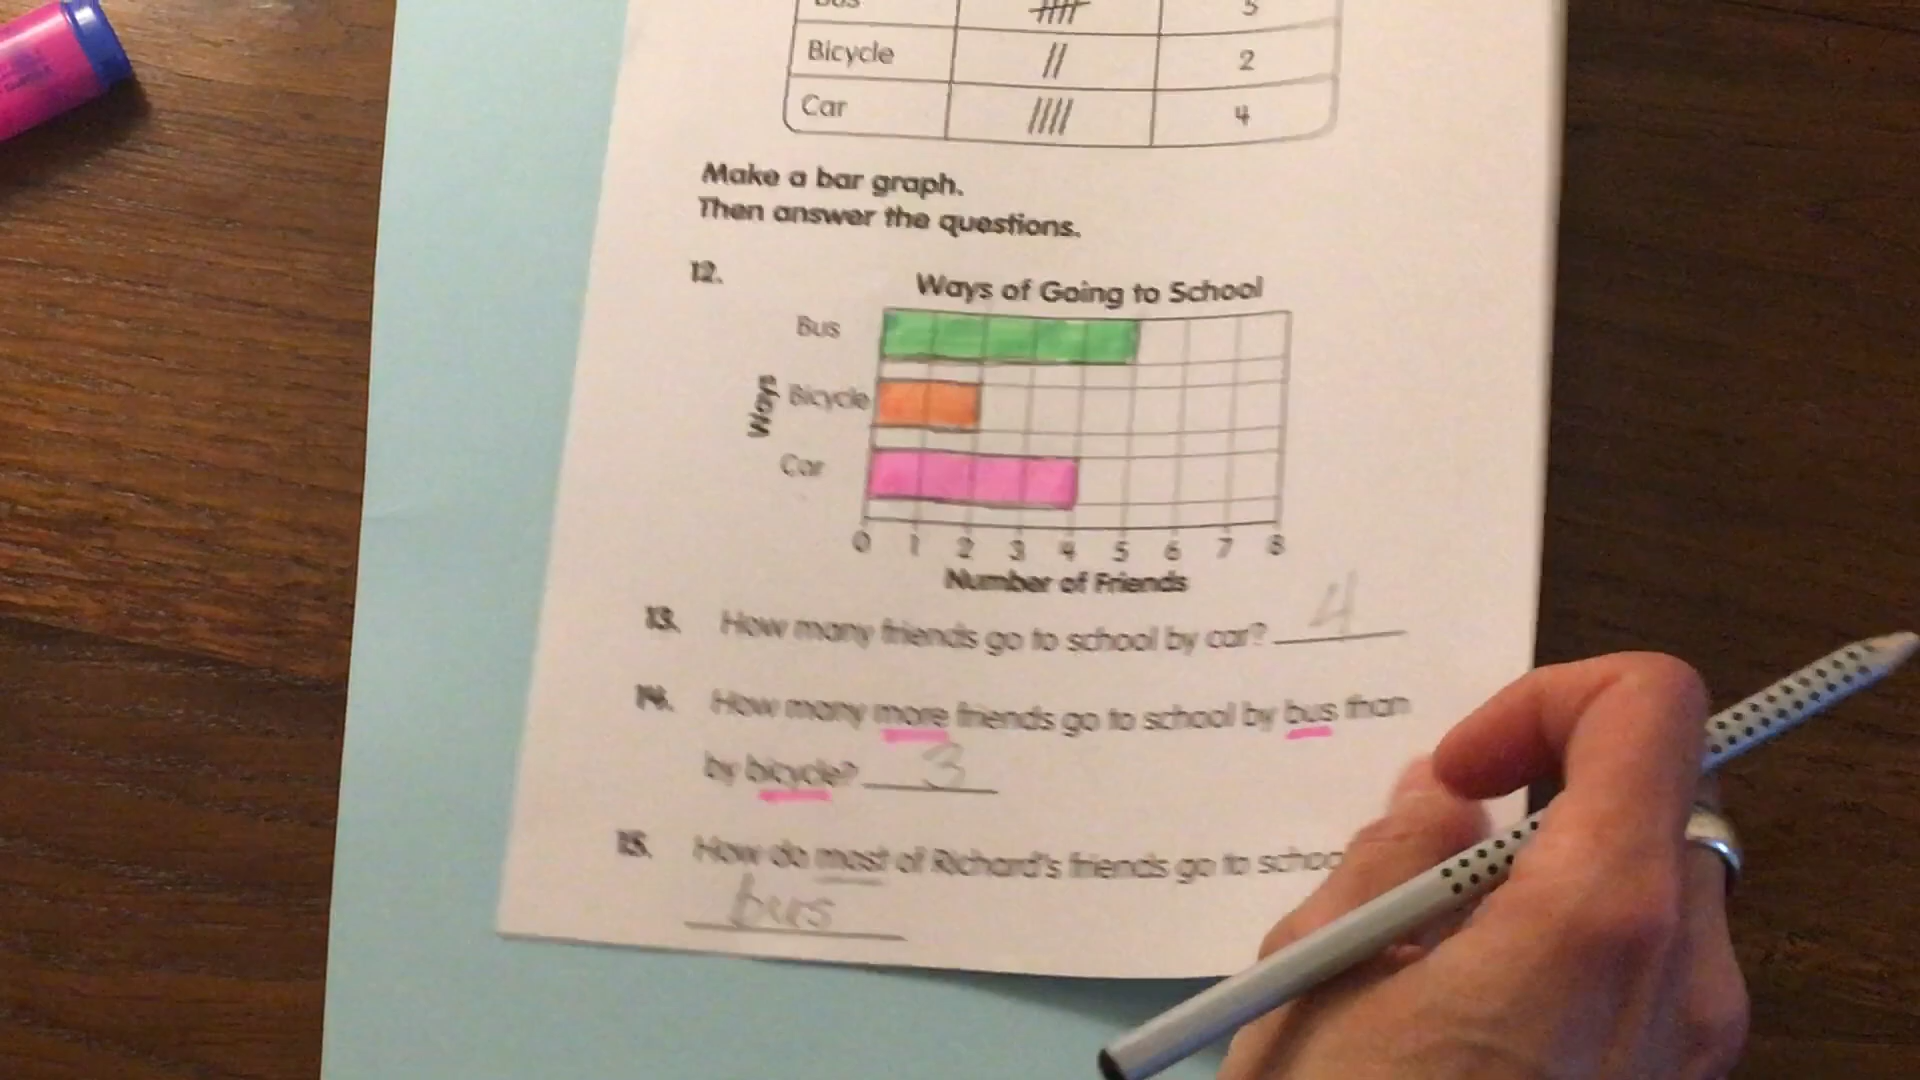 Bus 5
Bicycle 2
Car 4
Make a bar graph.
Then answer the questions.
12.
Ways of Going to School
Bus
Ways
Bicycle
Car
0 1 2 3 4 5 6 7 8
Number of Friends
13. How many friends go to school by car? 4
14. How many more friends go to school by bus than
by bicycle? 3
15. How do most of Richard's friends go to
bus